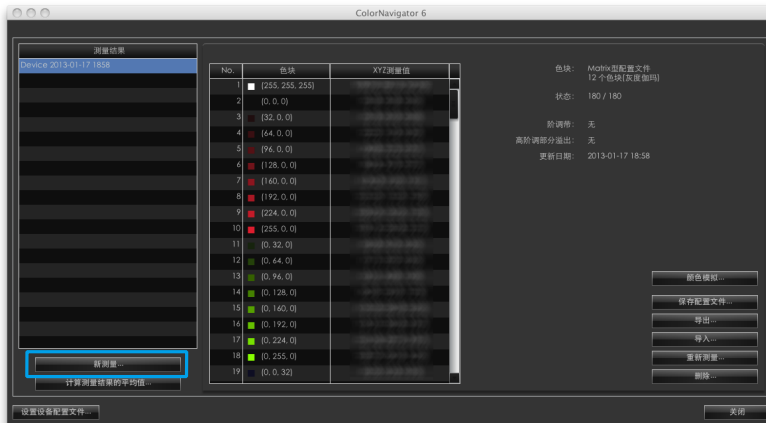 ColorNavigator 6
测量结果
Device 2013-01-17 1858
No. 色块 XYZ测量值
1 (255, 255, 255)
2 (0, 0, 0)
3 (32, 0, 0)
4 (64, 0, 0)
5 (96, 0, 0)
6 (128, 0, 0)
7 (160, 0, 0)
8 (192, 0, 0)
9 (224, 0, 0)
10 (255, 0, 0)
11 (0, 32, 0)
12 (0, 64, 0)
13 (0, 96, 0)
14 (0, 128, 0)
15 (0, 160, 0)
16 (0, 192, 0)
17 (0, 224, 0)
18 (0, 255, 0)
19 (0, 0, 32)
色块: Matrix型配置文件
12 个色块(灰度伽玛)
状态: 180 / 180
阶调带: 无
高阶调部分溢出: 无
更新日期: 2013-01-17 18:58
颜色模拟...
保存配置文件...
导出...
导入...
重新测量...
删除...
新测量...
计算测量结果的平均值...
设置设备配置文件...
关闭